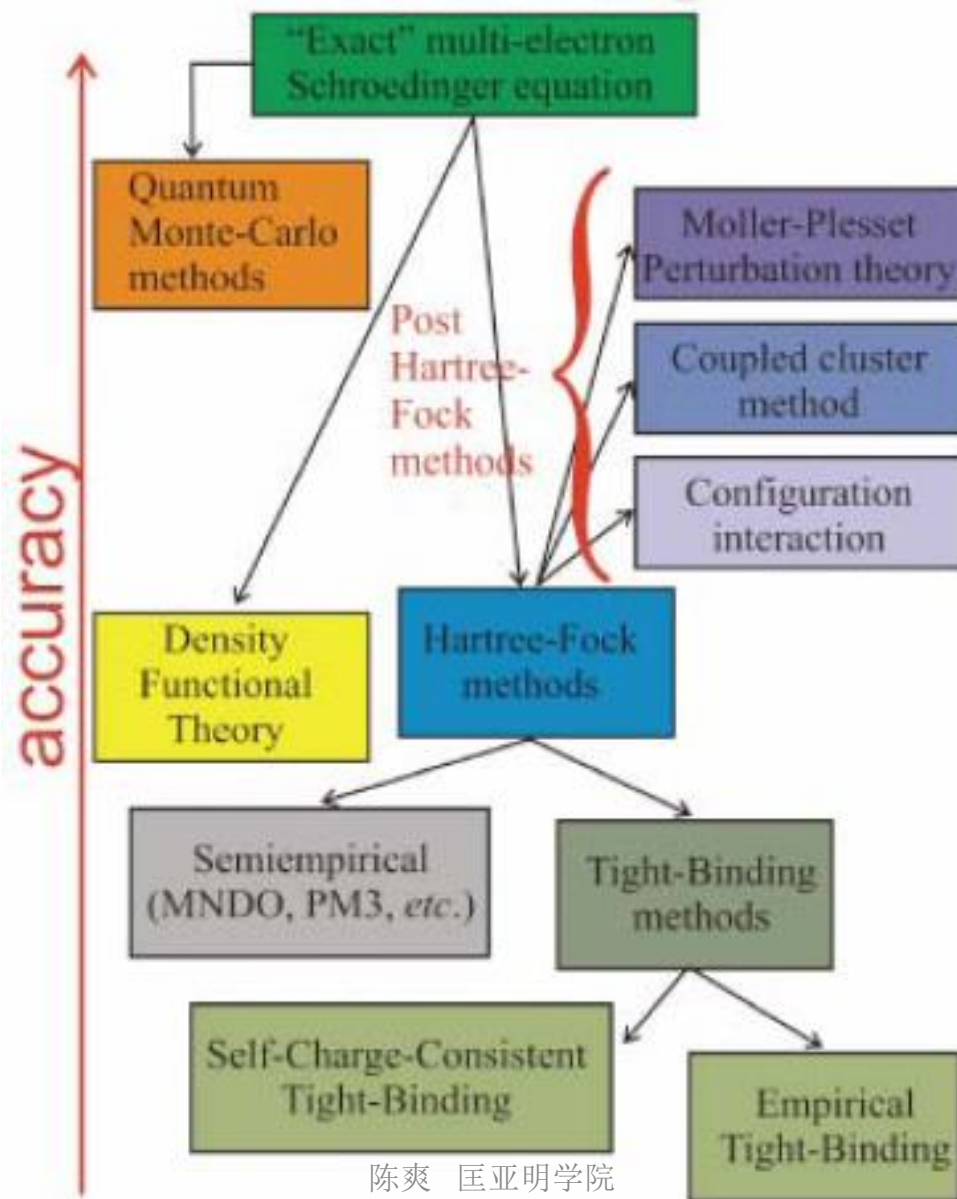 "Exact" multi-electron
Schroedinger equation
Quantum
Monte-Carlo
methods
Moller-Plesset
Perturbation theory
Post
Hartree-
Fock
methods
Coupled cluster
method
Configuration
interaction
accuracy
Density
Functional
Theory
Hartree-Fock
methods
Semiempirical
(MNDO, PM3, etc.)
Tight-Binding
methods
Self-Charge-Consistent
Tight-Binding
Empirical
Tight-Binding
陈爽 匡亚明学院